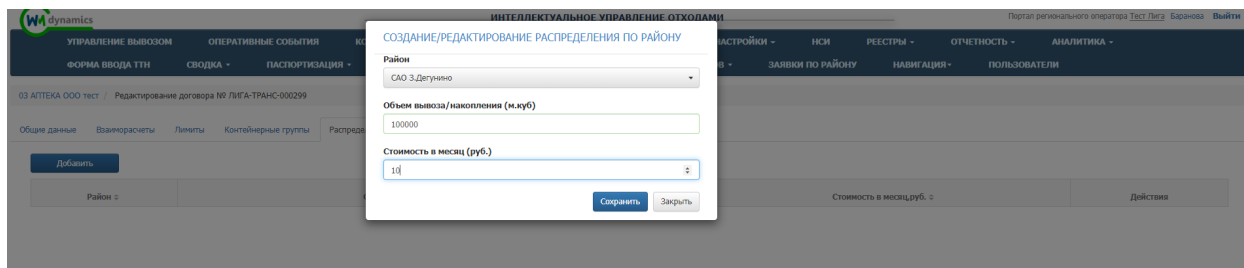 WM dynamics
ИНТЕЛЛЕКТУАЛЬНОЕ УПРАВЛЕНИЕ ОТХОДАМИ
Портал регионального оператора Тест Лига Баранова Выйти
УПРАВЛЕНИЕ ВЫВОЗОМ ОПЕРАТИВНЫЕ СОБЫТИЯ НСИ РЕЕСТРЫ ОТЧЕТНОСТЬ АНАЛИТИКА
ФОРМА ВВОДА ТТН СВОДКА ПАСПОРТИЗАЦИЯ ЗАЯВКИ ПО РАЙОНУ НАВИГАЦИЯ ПОЛЬЗОВАТЕЛИ
03 АПТЕКА ООО тест / Редактирование договора № ЛИГА-ТРАНС-000299
Общие данные Взаиморасчеты Лимиты Контейнерные группы
Добавить
Район Стоимость в месяц,руб. Действия
СОЗДАНИЕ/РЕДАКТИРОВАНИЕ РАСПРЕДЕЛЕНИЯ ПО РАЙОНУ
Район
САО З.Дегунино
Объем вывоза/накопления (м.куб)
100000
Стоимость в месяц (руб.)
10
Сохранить Закрыть